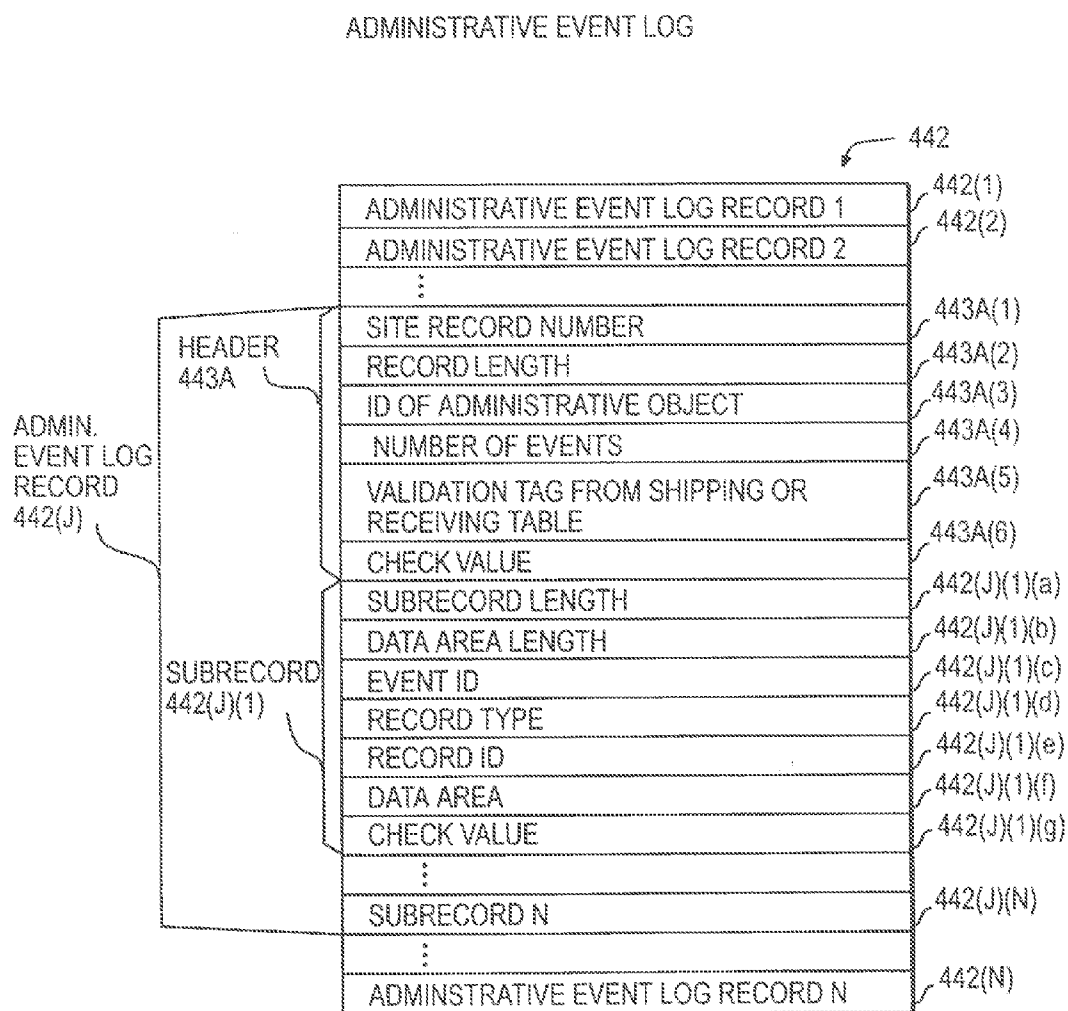 ADMINISTRATIVE EVENT LOG
442
ADMINISTRATIVE EVENT LOG RECORD 1
442(1)
ADMINISTRATIVE EVENT LOG RECORD 2
442(2)
ADMIN.
EVENT LOG
RECORD
442(J)
HEADER
443A
SITE RECORD NUMBER
443A(1)
RECORD LENGTH
443A(2)
ID OF ADMINISTRATIVE OBJECT
443A(3)
NUMBER OF EVENTS
443A(4)
VALIDATION TAG FROM SHIPPING OR
RECEIVING TABLE
443A(5)
CHECK VALUE
443A(6)
SUBRECORD
442(J)(1)
SUBRECORD LENGTH
442(J)(1)(a)
DATA AREA LENGTH
442(J)(1)(b)
EVENT ID
442(J)(1)(c)
RECORD TYPE
442(J)(1)(d)
RECORD ID
442(J)(1)(e)
DATA AREA
442(J)(1)(f)
CHECK VALUE
442(J)(1)(g)
SUBRECORD N
442(J)(N)
ADMINSTRATIVE EVENT LOG RECORD N
442(N)